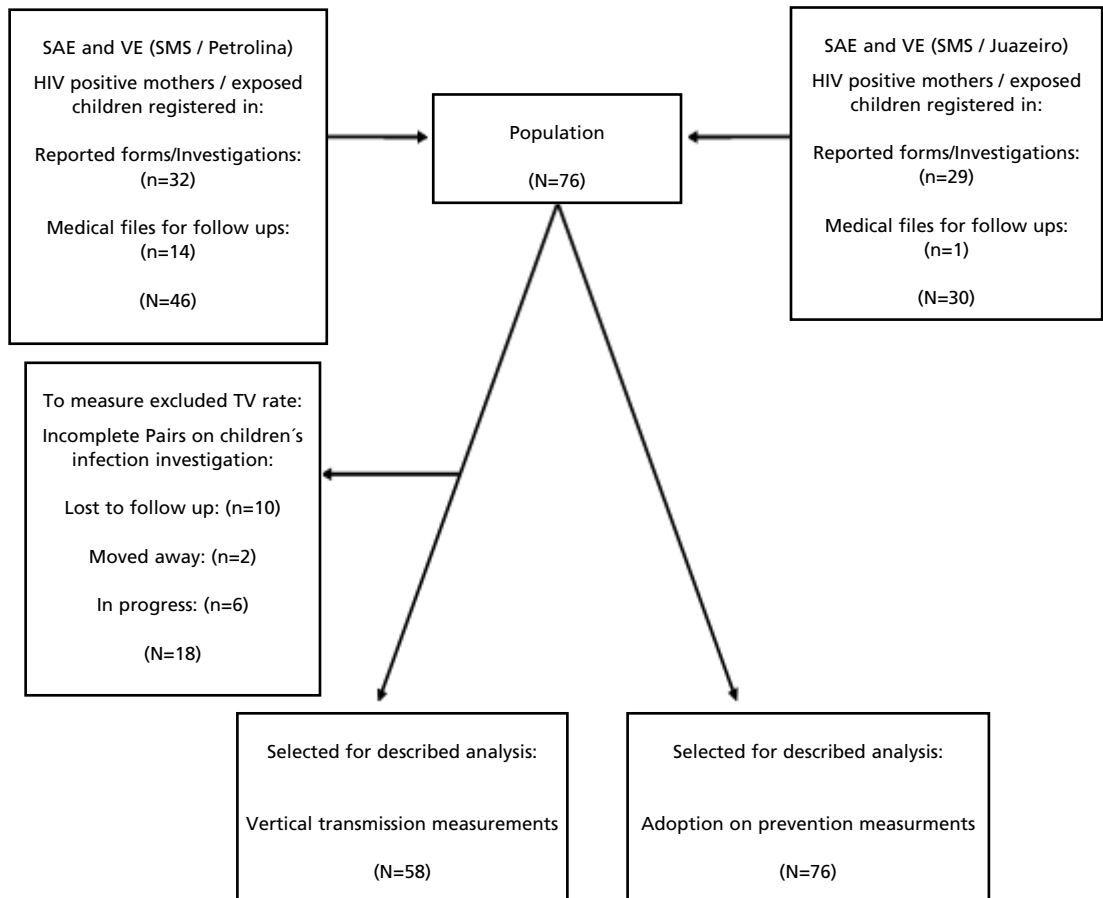 SAE and VE (SMS / Petrolina)
HIV positive mothers / exposed
children registered in:
Reported forms/Investigations:
(n=32)
Medical files for follow ups:
(n=14)
(N=46)
Population
(N=76)
SAE and VE (SMS / Juazeiro)
HIV positive mothers / exposed
children registered in:
Reported forms/Investigations:
(n=29)
Medical files for follow ups:
(n=1)
(N=30)
To measure excluded TV rate:
Incomplete Pairs on children´s
infection investigation:
Lost to follow up: (n=10)
Moved away: (n=2)
In progress: (n=6)
(N=18)
Selected for described analysis:
Vertical transmission measurements
(N=58)
Selected for described analysis:
Adoption on prevention measurments
(N=76)